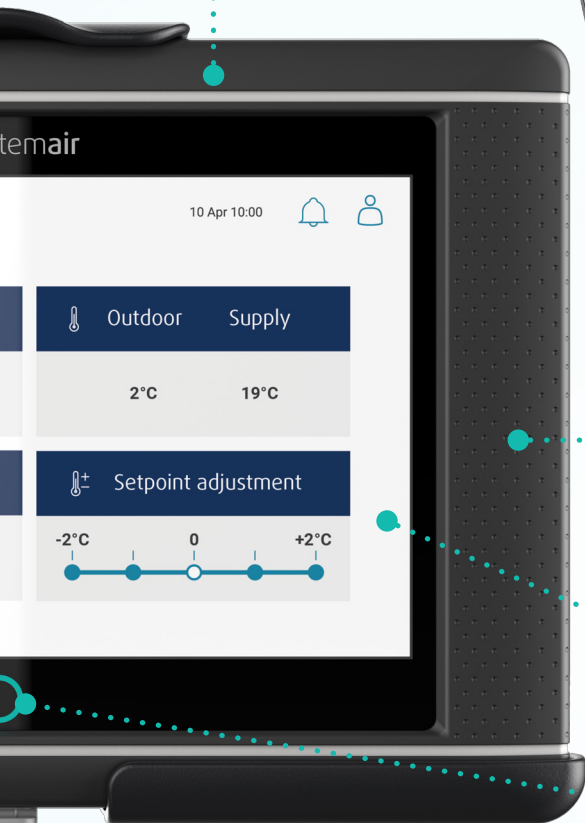 temair
10 Apr 10:00
Outdoor Supply
2°C 19°C
Setpoint adjustment
-2°C 0 +2°C